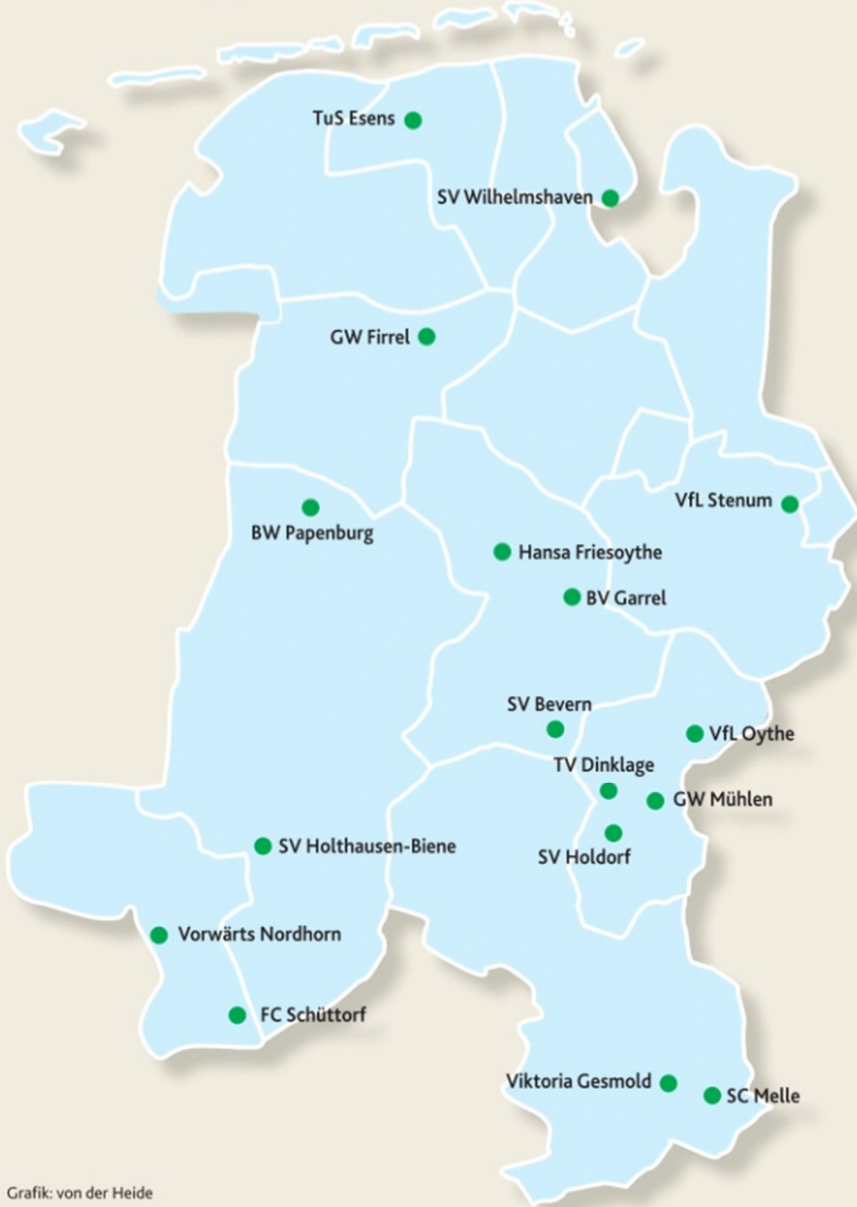 TuS Esens
SV Wilhelmshaven
GW Firrel
VfL Stenum
BW Papenburg
Hansa Friesoythe
BV Garrel
SV Bevern
VfL Oythe
TV Dinklage
GW Mühlen
SV Holthausen-Biene
SV Holdorf
Vorwärts Nordhorn
FC Schüttorf
Viktoria Gesmold
SC Melle
Grafik: von der Heide